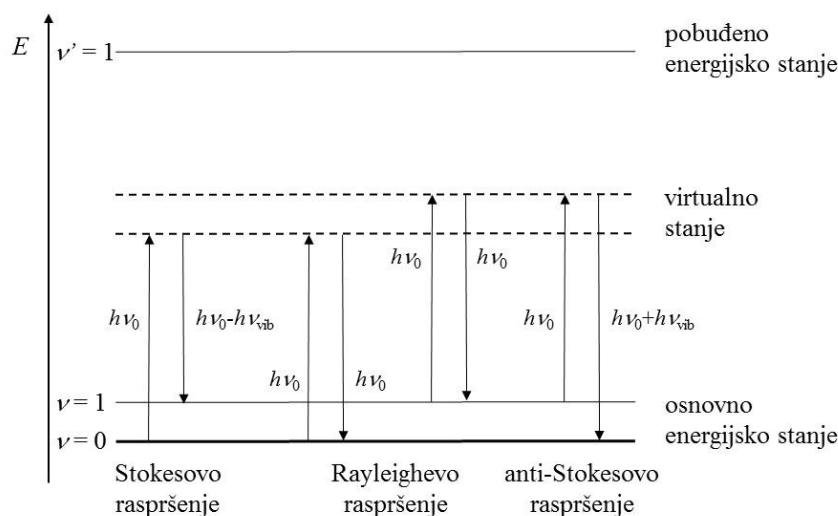 E
ν’ = 1
pobuđeno
energijsko stanje
virtualno
stanje
hν₀
hν₀
hν₀
hν₀-hνᵥᵢb
hν₀
hν₀+hνᵥᵢb
hν₀
hν₀
ν = 1
ν = 0
osnovno
energijsko stanje
Stokesovo
raspršenje
Rayleighevo
raspršenje
anti-Stokesovo
raspršenje